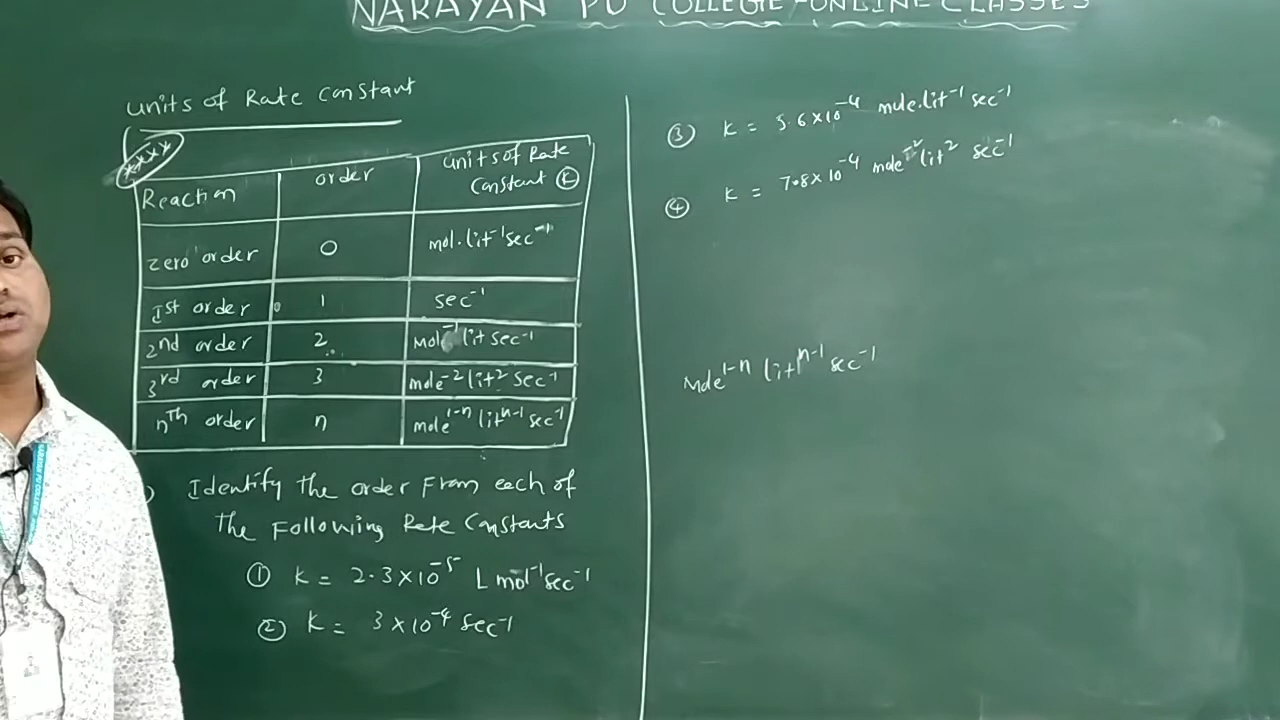 NARAYAN PU COLLEGE-ONLINE CLASSES
Units of Rate Constant
****
Reaction order Units of Rate Constant (K)
Zero order 0 mol.lit⁻¹sec⁻¹
1st order 1 sec⁻¹
2nd order 2 mol⁻¹ lit sec⁻¹
3rd order 3 mole⁻² lit² sec⁻¹
nth order n mole¹⁻ⁿ litⁿ⁻¹ sec⁻¹
Identify the order From each of
the Following Rate Constants
① K = 2.3×10⁻⁵ L mol⁻¹sec⁻¹
② K = 3×10⁻⁴ sec⁻¹
③ K = 5.6×10⁻⁴ mole.lit⁻¹ sec⁻¹
④ K = 7.8×10⁻⁴ mole⁻² lit² sec⁻¹
Mole¹⁻ⁿ litⁿ⁻¹ sec⁻¹